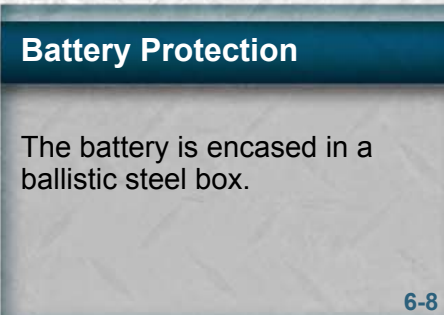 Battery Protection
The battery is encased in a
ballistic steel box.
6-8